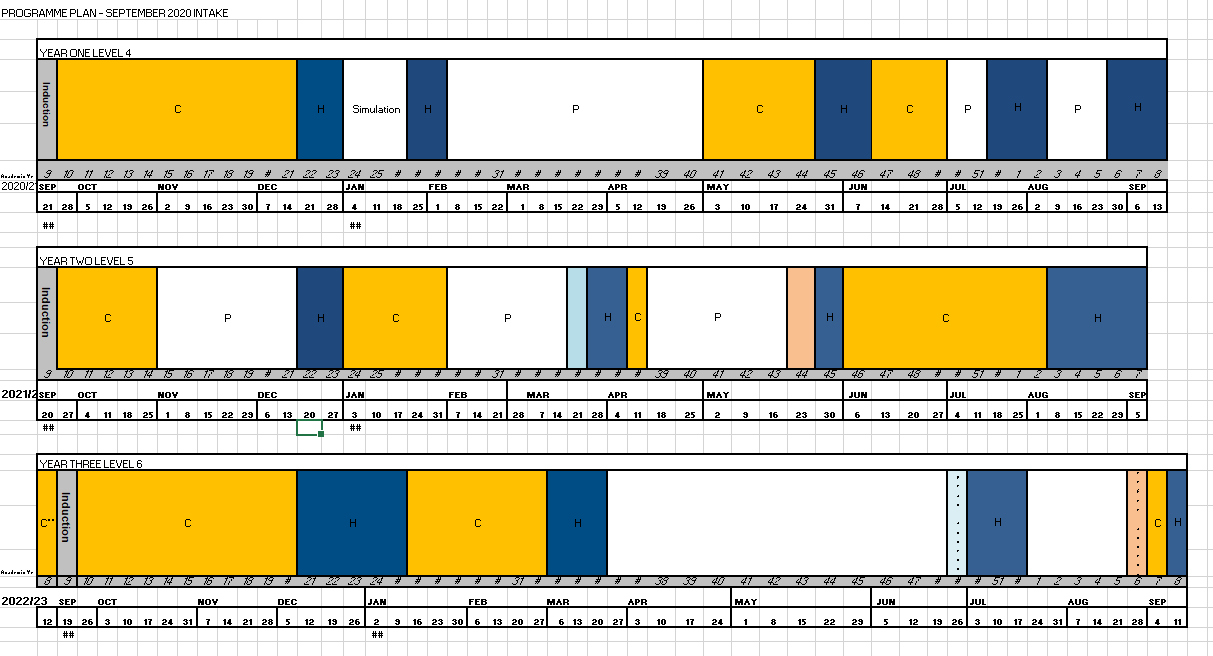 PROGRAMME PLAN - SEPTEMBER 2020 INTAKE
YEAR ONE LEVEL 4
Induction C H Simulation H P C H C P H P H
Academic Yr 9 10 11 12 13 14 15 16 17 18 19 20 21 22 23 24 25 # # # # # # # # # # # 39 40 41 42 43 44 45 46 47 48 # # 51 # 1 2 3 4 5 6 7 8
2020/2 SEP OCT NOV DEC JAN FEB MAR APR MAY JUN JUL AUG SEP
21 28 5 12 19 26 2 9 16 23 30 7 14 21 28 4 11 18 25 1 8 15 22 1 8 15 22 29 5 12 19 26 3 10 17 24 31 7 14 21 28 5 12 19 26 2 9 16 23 30 6 13
## ##
YEAR TWO LEVEL 5
Induction C P H C P H C P H C H
9 10 11 12 13 14 15 16 17 18 19 # 21 22 23 24 25 # # # # 31 # # # # # # 39 40 41 42 43 44 45 46 47 # # 51 # 1 2 3 4 5 6 7
2021/2 SEP OCT NOV DEC JAN FEB MAR APR MAY JUN JUL AUG SEP
20 27 4 11 18 25 1 8 15 22 29 6 13 20 27 3 10 17 24 31 7 14 21 28 7 14 21 28 4 11 18 25 2 9 16 23 30 6 13 20 27 4 11 18 25 1 8 15 22 29 5
## ##
YEAR THREE LEVEL 6
C** Induction C H C H H C H
Academic Yr 8 9 10 11 12 13 14 15 16 17 18 19 # 21 22 23 24 # # # # # # 31 # # # # # # 38 39 40 41 42 43 44 45 46 47 # # # 51 # 1 2 3 4 5 6 7 8
2022/23 SEP OCT NOV DEC JAN FEB MAR APR MAY JUN JUL AUG SEP
12 19 26 3 10 17 24 31 7 14 21 28 5 12 19 26 2 9 16 23 30 6 13 20 27 6 13 20 27 3 10 17 24 1 8 15 22 29 5 12 19 26 3 10 17 24 31 7 14 21 28 4 11
## ##